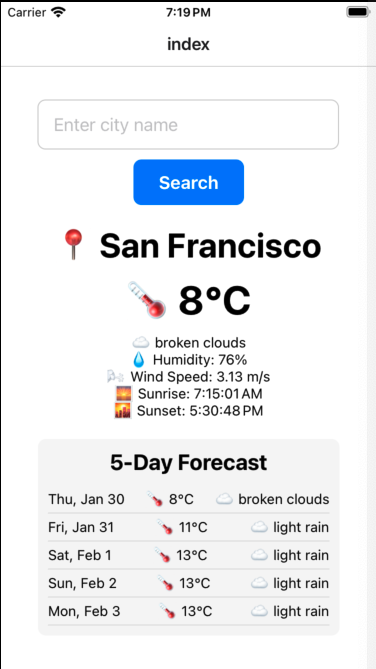 Carrier 7:19 PM
index
Enter city name
Search
📍 San Francisco
🌡️ 8°C
☁️ broken clouds
💧 Humidity: 76%
🌬️ Wind Speed: 3.13 m/s
🌅 Sunrise: 7:15:01 AM
🌇 Sunset: 5:30:48 PM
5-Day Forecast
Thu, Jan 30 🌡️ 8°C ☁️ broken clouds
Fri, Jan 31 🌡️ 11°C ☁️ light rain
Sat, Feb 1 🌡️ 13°C ☁️ light rain
Sun, Feb 2 🌡️ 13°C ☁️ light rain
Mon, Feb 3 🌡️ 13°C ☁️ light rain